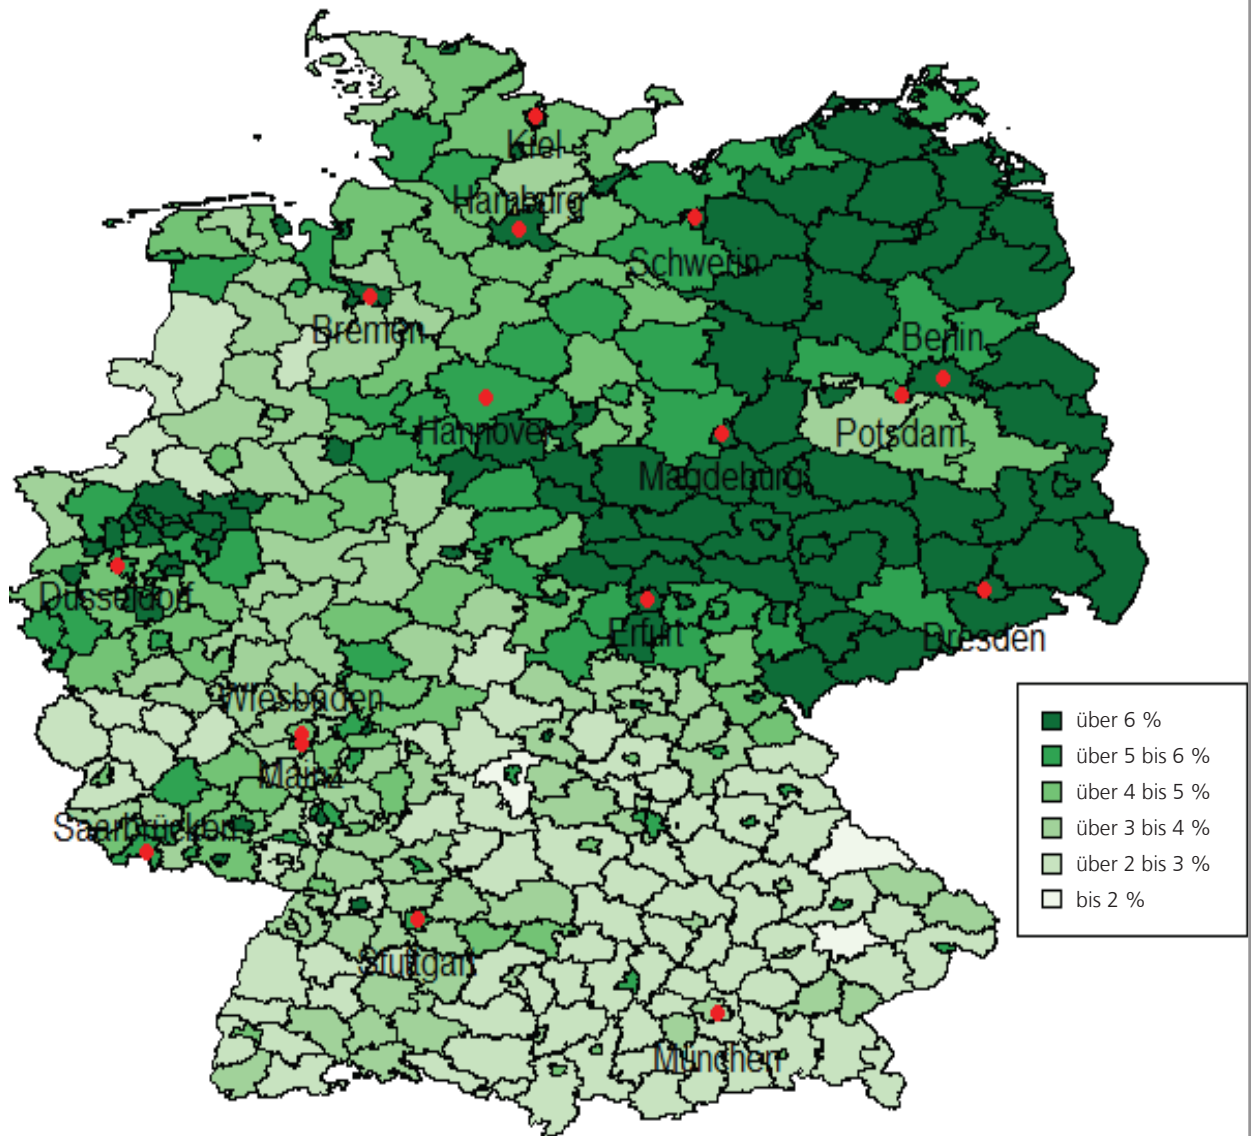 Kiel
Hamburg
Schwerin
Bremen
Berlin
Hannover
Potsdam
Magdeburg
Düsseldorf
Erfurt
Dresden
Wiesbaden
Mainz
Saarbrücken
Stuttgart
München
über 6 %
über 5 bis 6 %
über 4 bis 5 %
über 3 bis 4 %
über 2 bis 3 %
bis 2 %